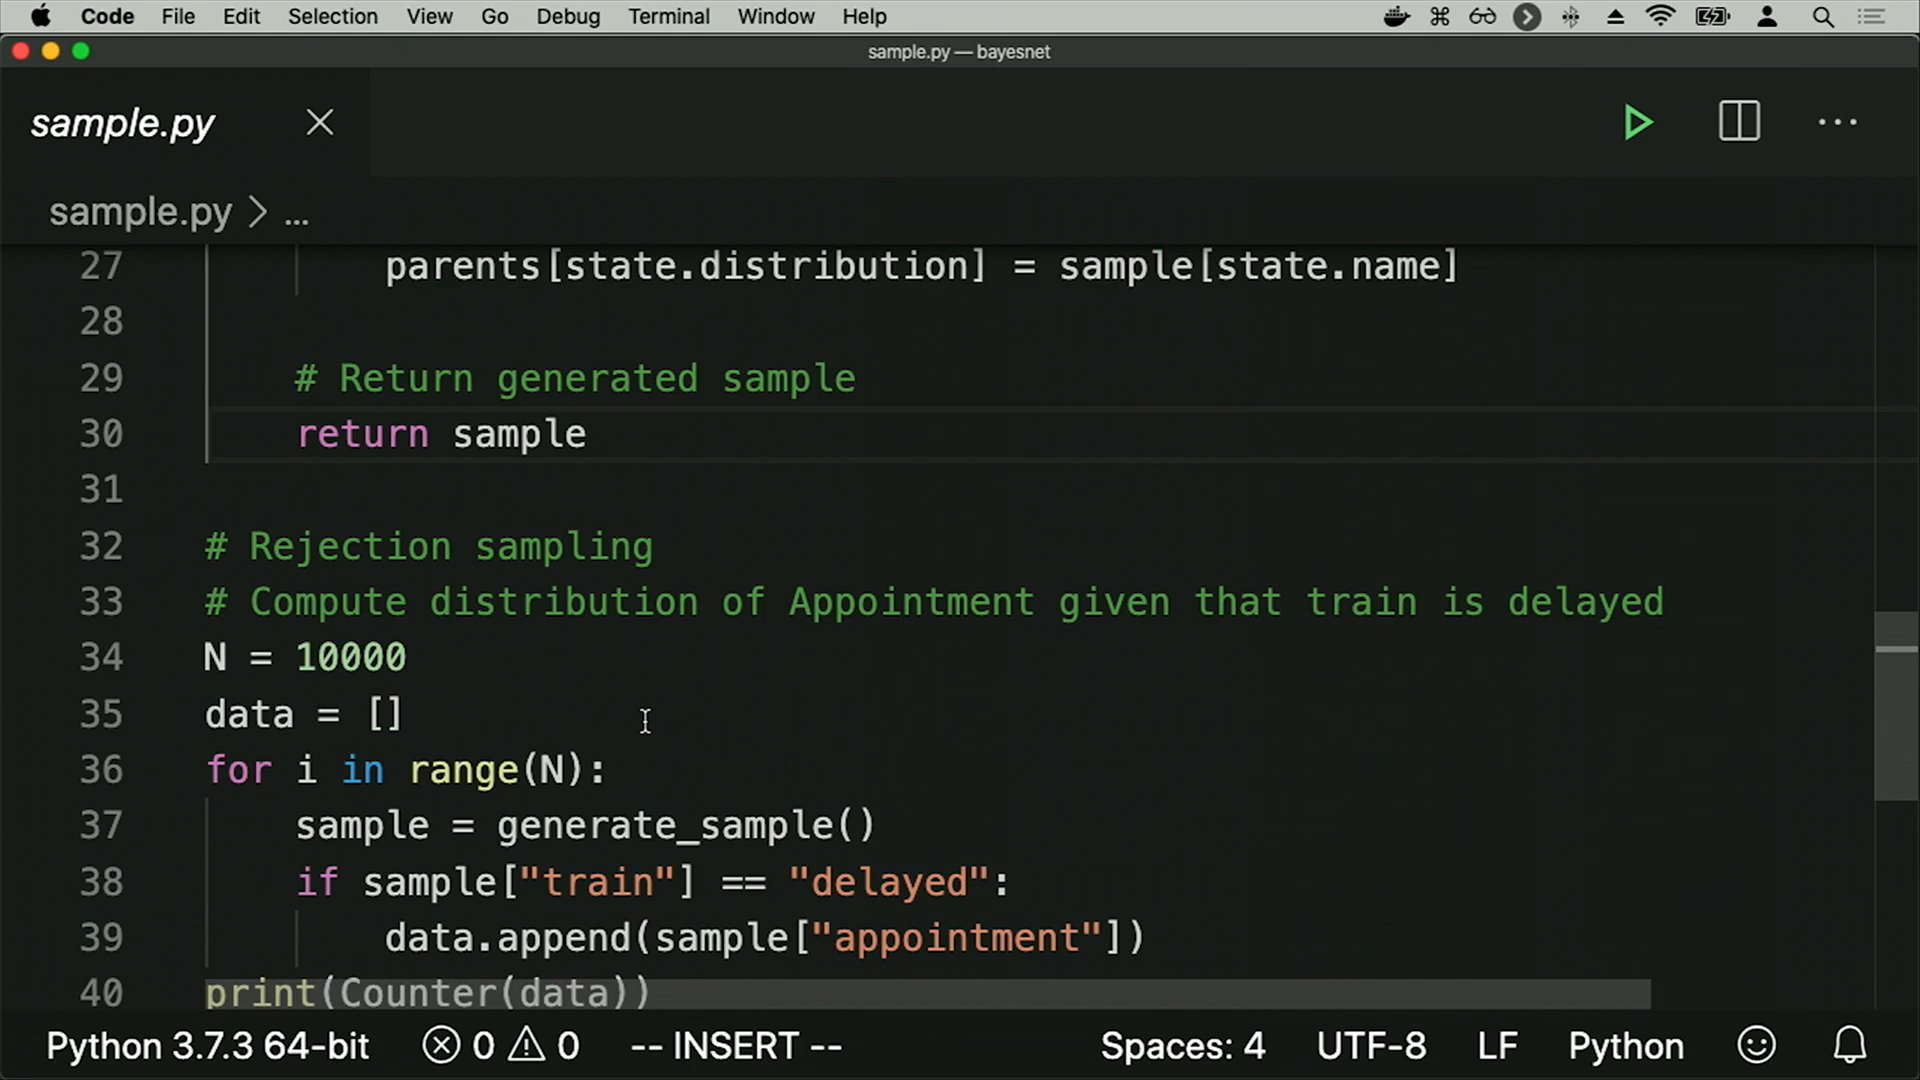 Code File Edit Selection View Go Debug Terminal Window Help
sample.py — bayesnet
sample.py
sample.py > ...
27 parents[state.distribution] = sample[state.name]
28
29 # Return generated sample
30 return sample
31
32 # Rejection sampling
33 # Compute distribution of Appointment given that train is delayed
34 N = 10000
35 data = []
36 for i in range(N):
37 sample = generate_sample()
38 if sample["train"] == "delayed":
39 data.append(sample["appointment"])
40 print(Counter(data))
Python 3.7.3 64-bit 0 0 -- INSERT -- Spaces: 4 UTF-8 LF Python